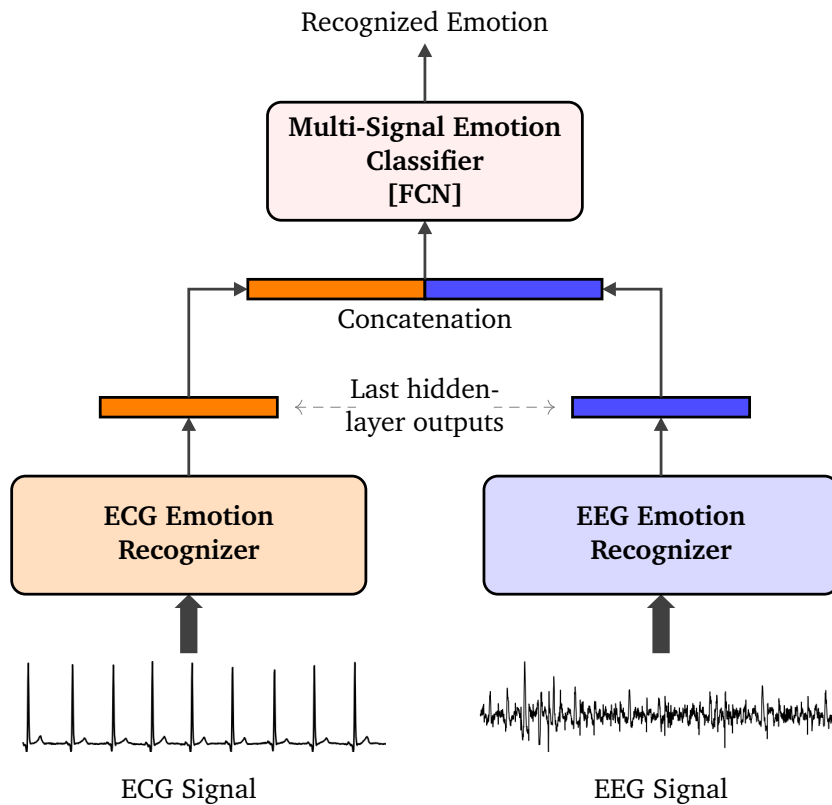 Recognized Emotion
Multi-Signal Emotion
Classifier
[FCN]
Concatenation
Last hidden-
layer outputs
ECG Emotion
Recognizer
EEG Emotion
Recognizer
ECG Signal
EEG Signal